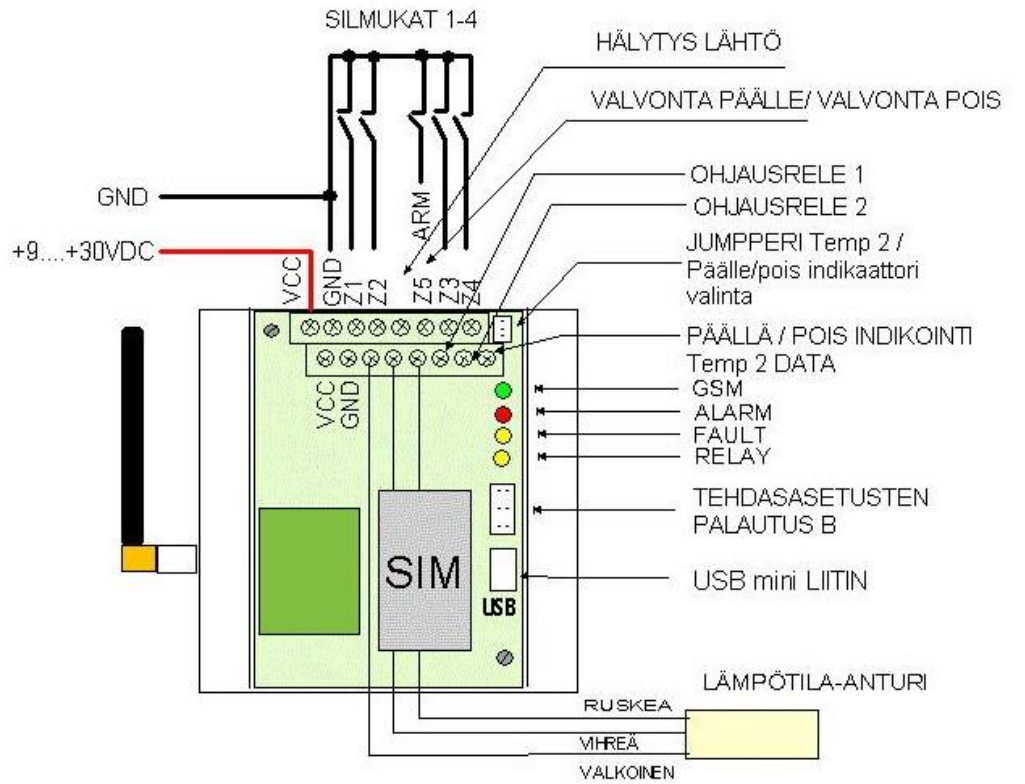 SILMUKAT 1-4
HÄLYTYS LÄHTÖ
VALVONTA PÄÄLLE/ VALVONTA POIS
GND
+9....+30VDC
ARM
OHJAUSRELE 1
OHJAUSRELE 2
JUMPPERI Temp 2 /
Päälle/pois indikaattori
valinta
VCC
GND
Z1
Z2
Z5
Z3
Z4
PÄÄLLÄ / POIS INDIKOINTI
Temp 2 DATA
VCC
GND
GSM
ALARM
FAULT
RELAY
TEHDASASETUSTEN
PALAUTUS B
SIM
USB mini LIITIN
USB
LÄMPÖTILA-ANTURI
RUSKEA
VIHREÄ
VALKOINEN